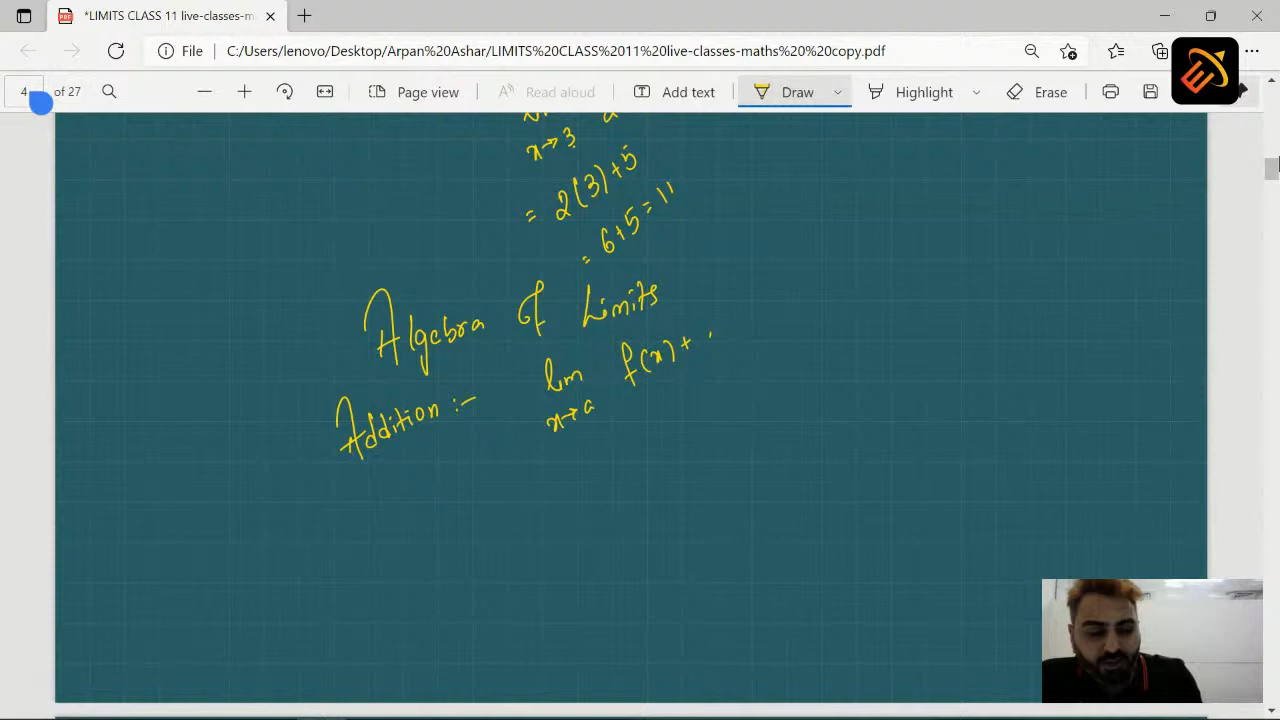 *LIMITS CLASS 11 live-classes-m
File
C:/Users/lenovo/Desktop/Arpan%20Ashar/LIMITS%20CLASS%2011%20live-classes-maths%20%20copy.pdf
4 of 27
Page view
Read aloud
Add text
Draw
Highlight
Erase
x→3
= 2(3)+5
= 6+5=11
Algebra Of Limits
Addition :- lim f(x)+
x→a